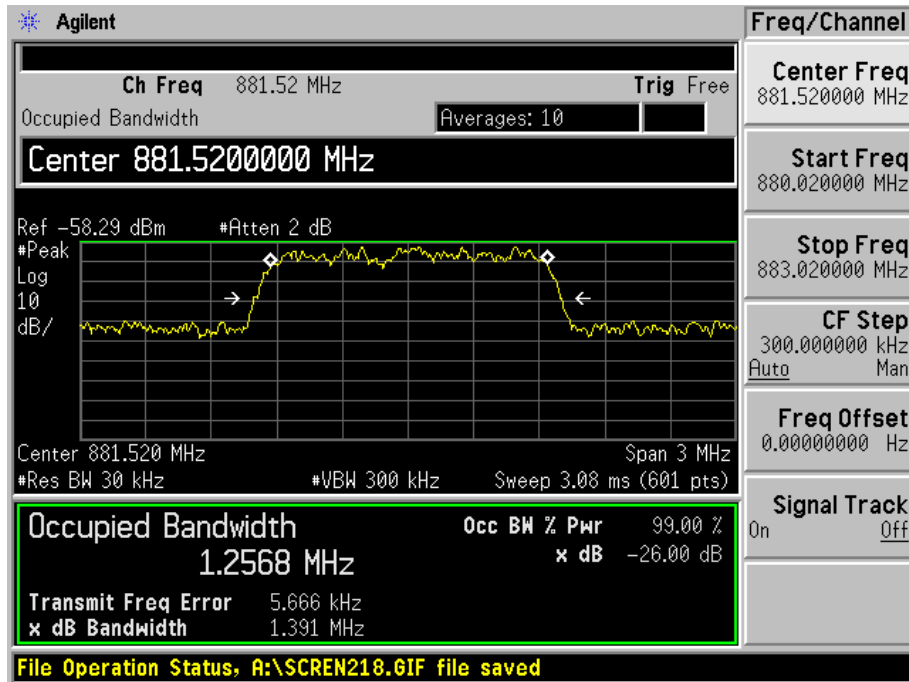 Agilent
Freq/Channel
Ch Freq 881.52 MHz Trig Free
Occupied Bandwidth Averages: 10
Center 881.5200000 MHz
Ref -58.29 dBm #Atten 2 dB
#Peak
Log
10
dB/
Center 881.520 MHz Span 3 MHz
#Res BW 30 kHz #VBW 300 kHz Sweep 3.08 ms (601 pts)
Occupied Bandwidth Occ BW % Pwr 99.00 %
1.2568 MHz x dB -26.00 dB
Transmit Freq Error 5.666 kHz
x dB Bandwidth 1.391 MHz
File Operation Status, A:\SCREN218.GIF file saved
Center Freq
881.520000 MHz
Start Freq
880.020000 MHz
Stop Freq
883.020000 MHz
CF Step
300.000000 kHz
Auto Man
Freq Offset
0.00000000 Hz
Signal Track
On Off